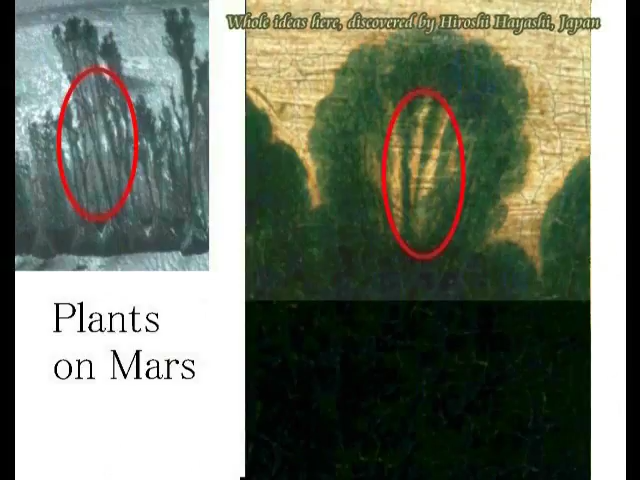 Whole ideas here, discovered by Hiroshi Hayashi, Japan
Plants
on Mars